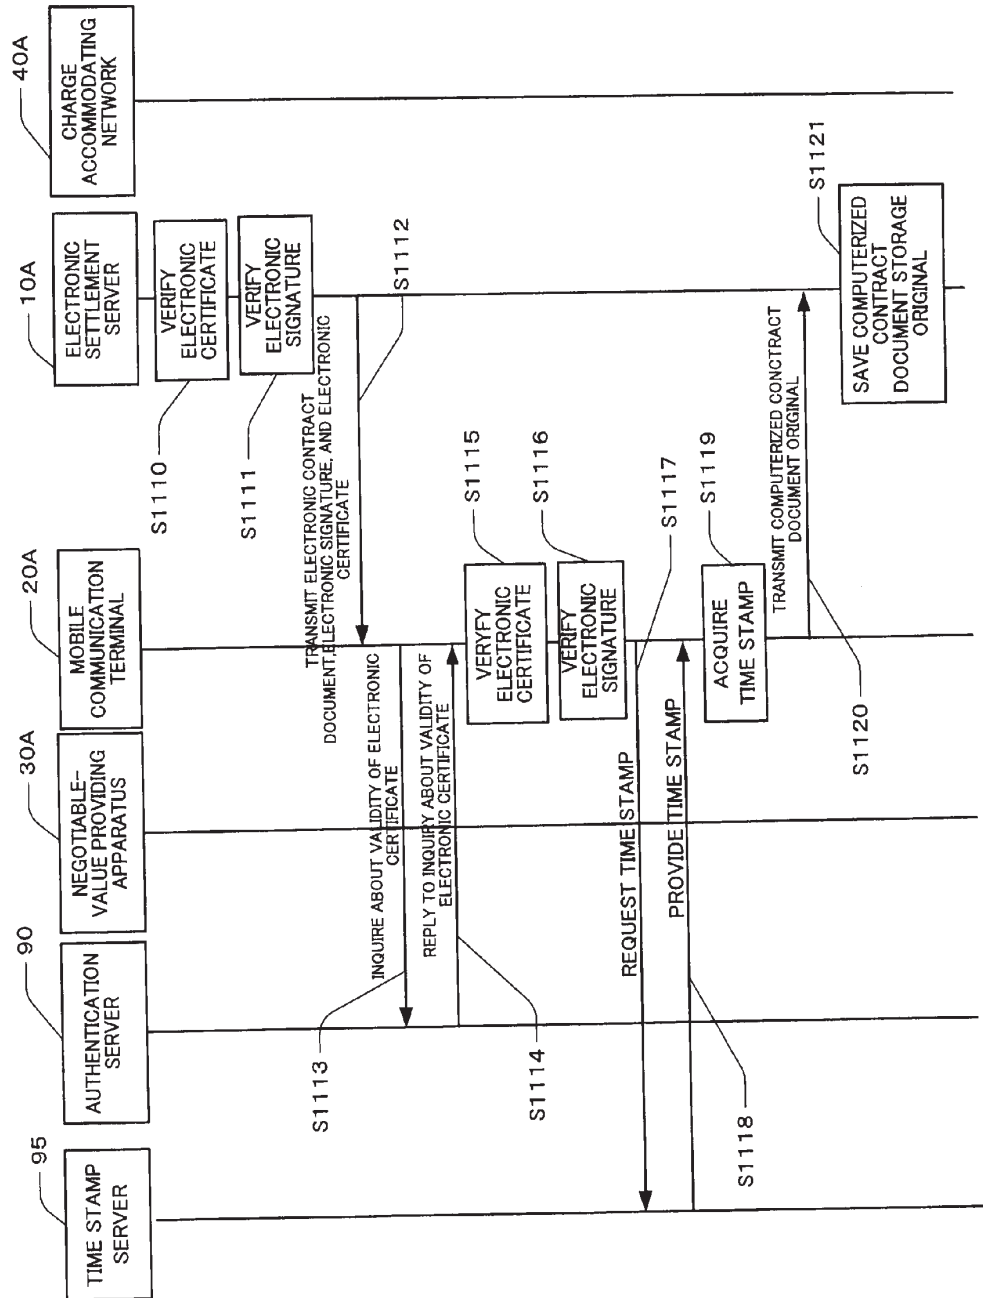 95
TIME STAMP
SERVER
90
AUTHENTICATION
SERVER
30A
NEGOTIABLE-
VALUE PROVIDING
APPARATUS
20A
MOBILE
COMMUNICATION
TERMINAL
10A
ELECTRONIC
SETTLEMENT
SERVER
40A
CHARGE
ACCOMMODATING
NETWORK
VERIFY
ELECTRONIC
CERTIFICATE
S1110
VERIFY
ELECTRONIC
SIGNATURE
S1111
TRANSMIT ELECTRONIC CONTRACT
DOCUMENT,ELECTRONIC SIGNATURE, AND ELECTRONIC
CERTIFICATE
S1112
INQUIRE ABOUT VALIDITY OF ELECTRONIC
CERTIFICATE
S1113
REPLY TO INQUIRY ABOUT VALIDITY OF
ELECTRONIC CERTIFICATE
S1114
VERYFY
ELECTRONIC
CERTIFICATE
S1115
VERIFY
ELECTRONIC
SIGNATURE
S1116
REQUEST TIME STAMP
S1117
PROVIDE TIME STAMP
S1118
ACQUIRE
TIME STAMP
S1119
TRANSMIT COMPUTERIZED CONCTRACT
DOCUMENT ORIGINAL
S1120
SAVE COMPUTERIZED
CONTRACT
DOCUMENT STORAGE
ORIGINAL
S1121